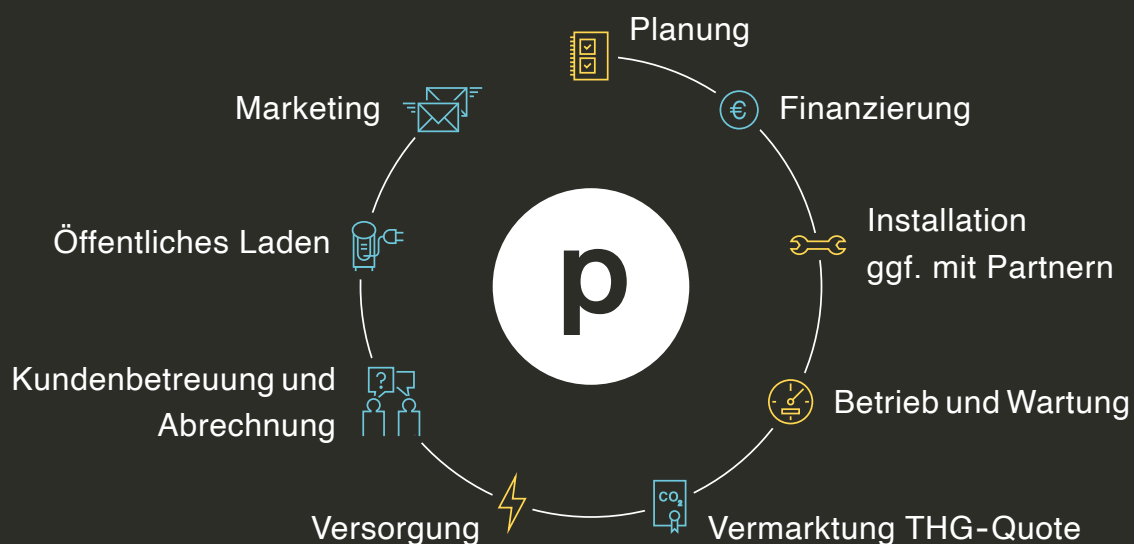 Planung
Finanzierung
Installation
ggf. mit Partnern
Betrieb und Wartung
Vermarktung THG-Quote
CO₂
Versorgung
Kundenbetreuung und
Abrechnung
?
Öffentliches Laden
Marketing
€
p